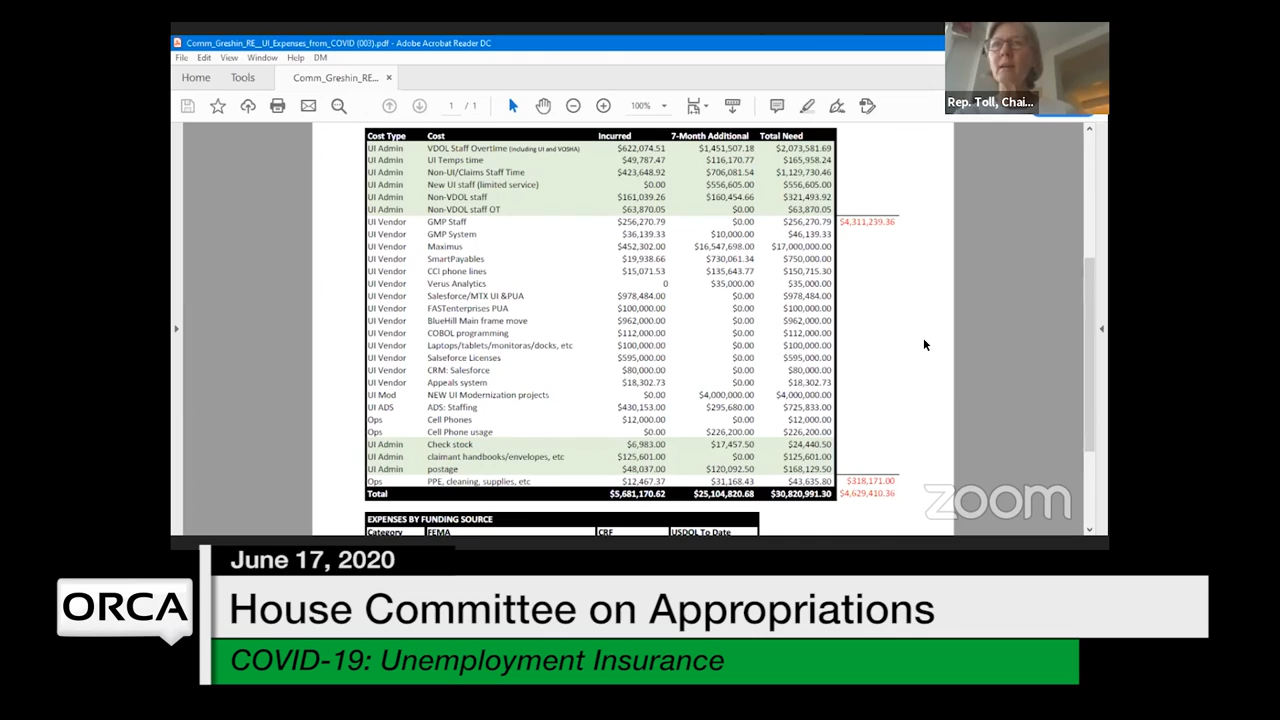 Comm_Greshin_RE__UI_Expenses_from_COVID (003).pdf - Adobe Acrobat Reader DC
File Edit View Window Help DM
Home Tools Comm_Greshin_RE... ×
1 / 1 100%
Rep. Toll, Chai...
Cost Type Cost Incurred 7-Month Additional Total Need
UI Admin VDOL Staff Overtime (including UI and VOSHA) $622,074.51 $1,451,507.18 $2,073,581.69
UI Admin UI Temps time $49,787.47 $116,170.77 $165,958.24
UI Admin Non-UI/Claims Staff Time $423,648.92 $706,081.54 $1,129,730.46
UI Admin New UI staff (limited service) $0.00 $556,605.00 $556,605.00
UI Admin Non-VDOL staff $161,039.26 $160,454.66 $321,493.92
UI Admin Non-VDOL staff OT $63,870.05 $0.00 $63,870.05
UI Vendor GMP Staff $256,270.79 $0.00 $256,270.79 $4,311,239.36
UI Vendor GMP System $36,139.33 $10,000.00 $46,139.33
UI Vendor Maximus $452,302.00 $16,547,698.00 $17,000,000.00
UI Vendor SmartPayables $19,938.66 $730,061.34 $750,000.00
UI Vendor CCI phone lines $15,071.53 $135,643.77 $150,715.30
UI Vendor Verus Analytics 0 $35,000.00 $35,000.00
UI Vendor Salesforce/MTX UI &PUA $978,484.00 $0.00 $978,484.00
UI Vendor FASTenterprises PUA $100,000.00 $0.00 $100,000.00
UI Vendor BlueHill Main frame move $962,000.00 $0.00 $962,000.00
UI Vendor COBOL programming $112,000.00 $0.00 $112,000.00
UI Vendor Laptops/tablets/monitoras/docks, etc $100,000.00 $0.00 $100,000.00
UI Vendor Salseforce Licenses $595,000.00 $0.00 $595,000.00
UI Vendor CRM: Salesforce $80,000.00 $0.00 $80,000.00
UI Vendor Appeals system $18,302.73 $0.00 $18,302.73
UI Mod NEW UI Modernization projects $0.00 $4,000,000.00 $4,000,000.00
UI ADS ADS: Staffing $430,153.00 $295,680.00 $725,833.00
Ops Cell Phones $12,000.00 $0.00 $12,000.00
Ops Cell Phone usage $0.00 $226,200.00 $226,200.00
UI Admin Check stock $6,983.00 $17,457.50 $24,440.50
UI Admin claimant handbooks/envelopes, etc $125,601.00 $0.00 $125,601.00
UI Admin postage $48,037.00 $120,092.50 $168,129.50
Ops PPE, cleaning, supplies, etc $12,467.37 $31,168.43 $43,635.80 $318,171.00
Total $5,681,170.62 $25,104,820.68 $30,820,991.30 $4,629,410.36
EXPENSES BY FUNDING SOURCE
Category FEMA CRF USDOL To Date
zoom
June 17, 2020
ORCA
House Committee on Appropriations
COVID-19: Unemployment Insurance